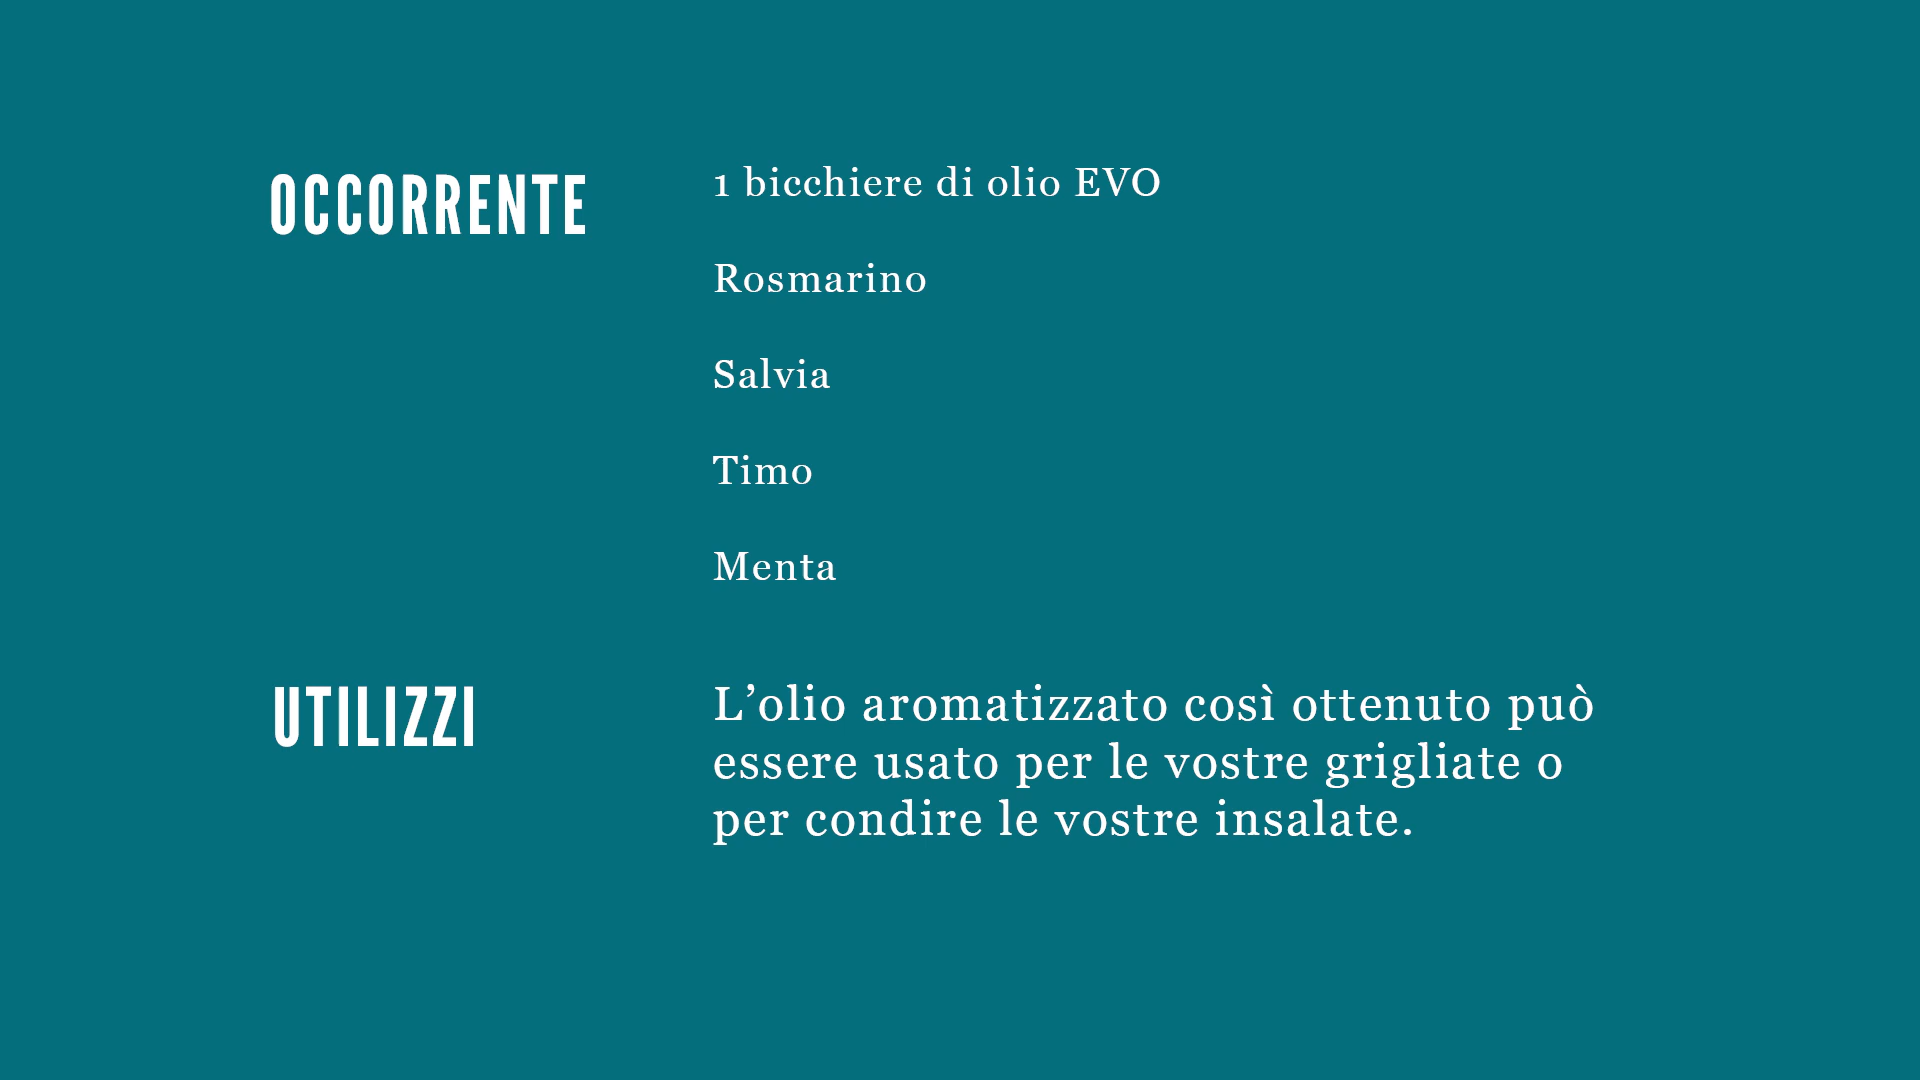 OCCORRENTE
1 bicchiere di olio EVO
Rosmarino
Salvia
Timo
Menta
UTILIZZI
L’olio aromatizzato così ottenuto può
essere usato per le vostre grigliate o
per condire le vostre insalate.